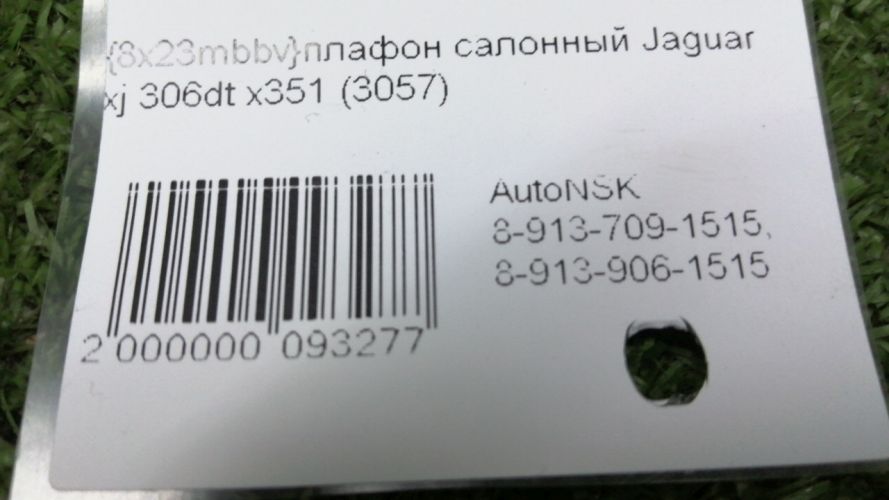 {8x23mbbv}плафон салонный Jaguar
xj 306dt x351 (3057)
AutoNSK
8-913-709-1515,
8-913-906-1515
2 000000 093277